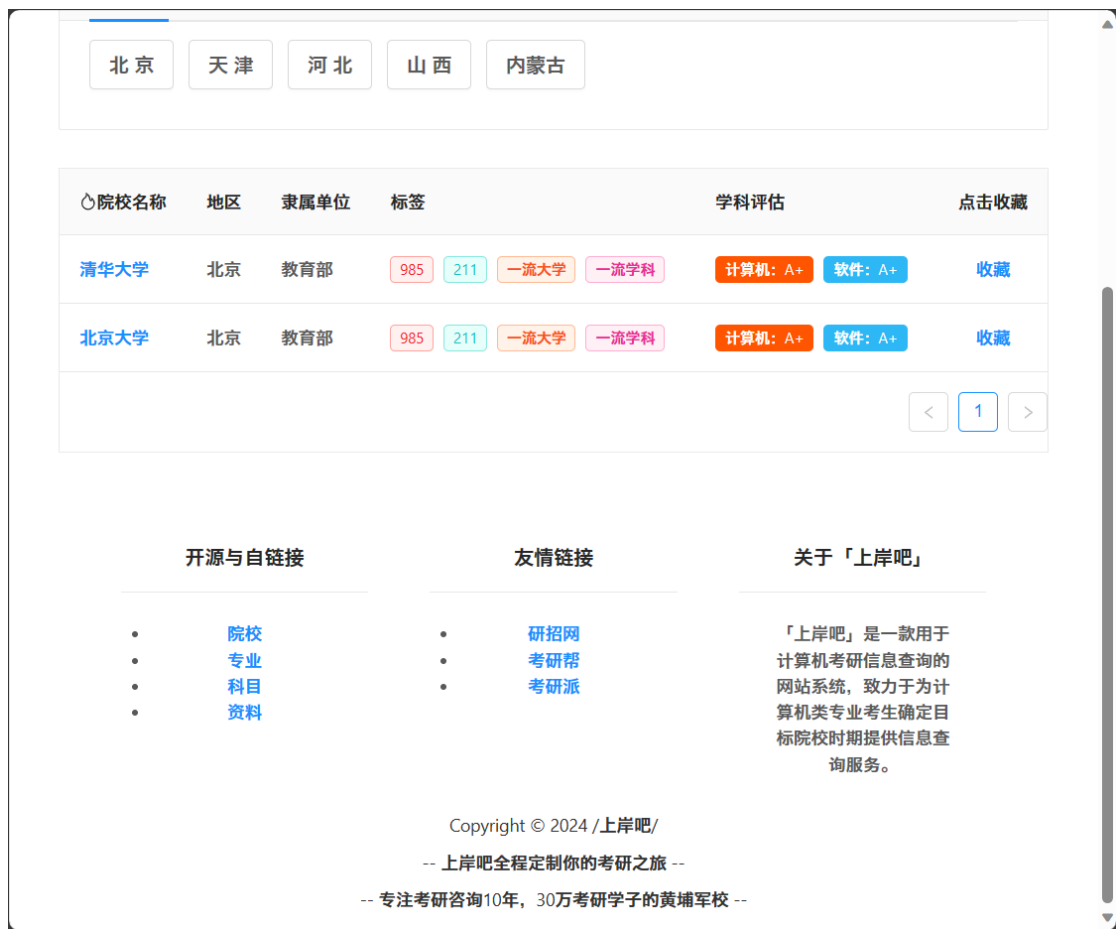 北京 天津 河北 山西 内蒙古
院校名称 地区 隶属单位 标签 学科评估 点击收藏
清华大学 北京 教育部 985 211 一流大学 一流学科 计算机：A+ 软件：A+ 收藏
北京大学 北京 教育部 985 211 一流大学 一流学科 计算机：A+ 软件：A+ 收藏
< 1 >
开源与自链接
院校
专业
科目
资料
友情链接
研招网
考研帮
考研派
关于「上岸吧」
「上岸吧」是一款用于
计算机考研信息查询的
网站系统，致力于为计
算机类专业考生确定目
标院校时期提供信息查
询服务。
Copyright © 2024 /上岸吧/
-- 上岸吧全程定制你的考研之旅 --
-- 专注考研咨询10年，30万考研学子的黄埔军校 --